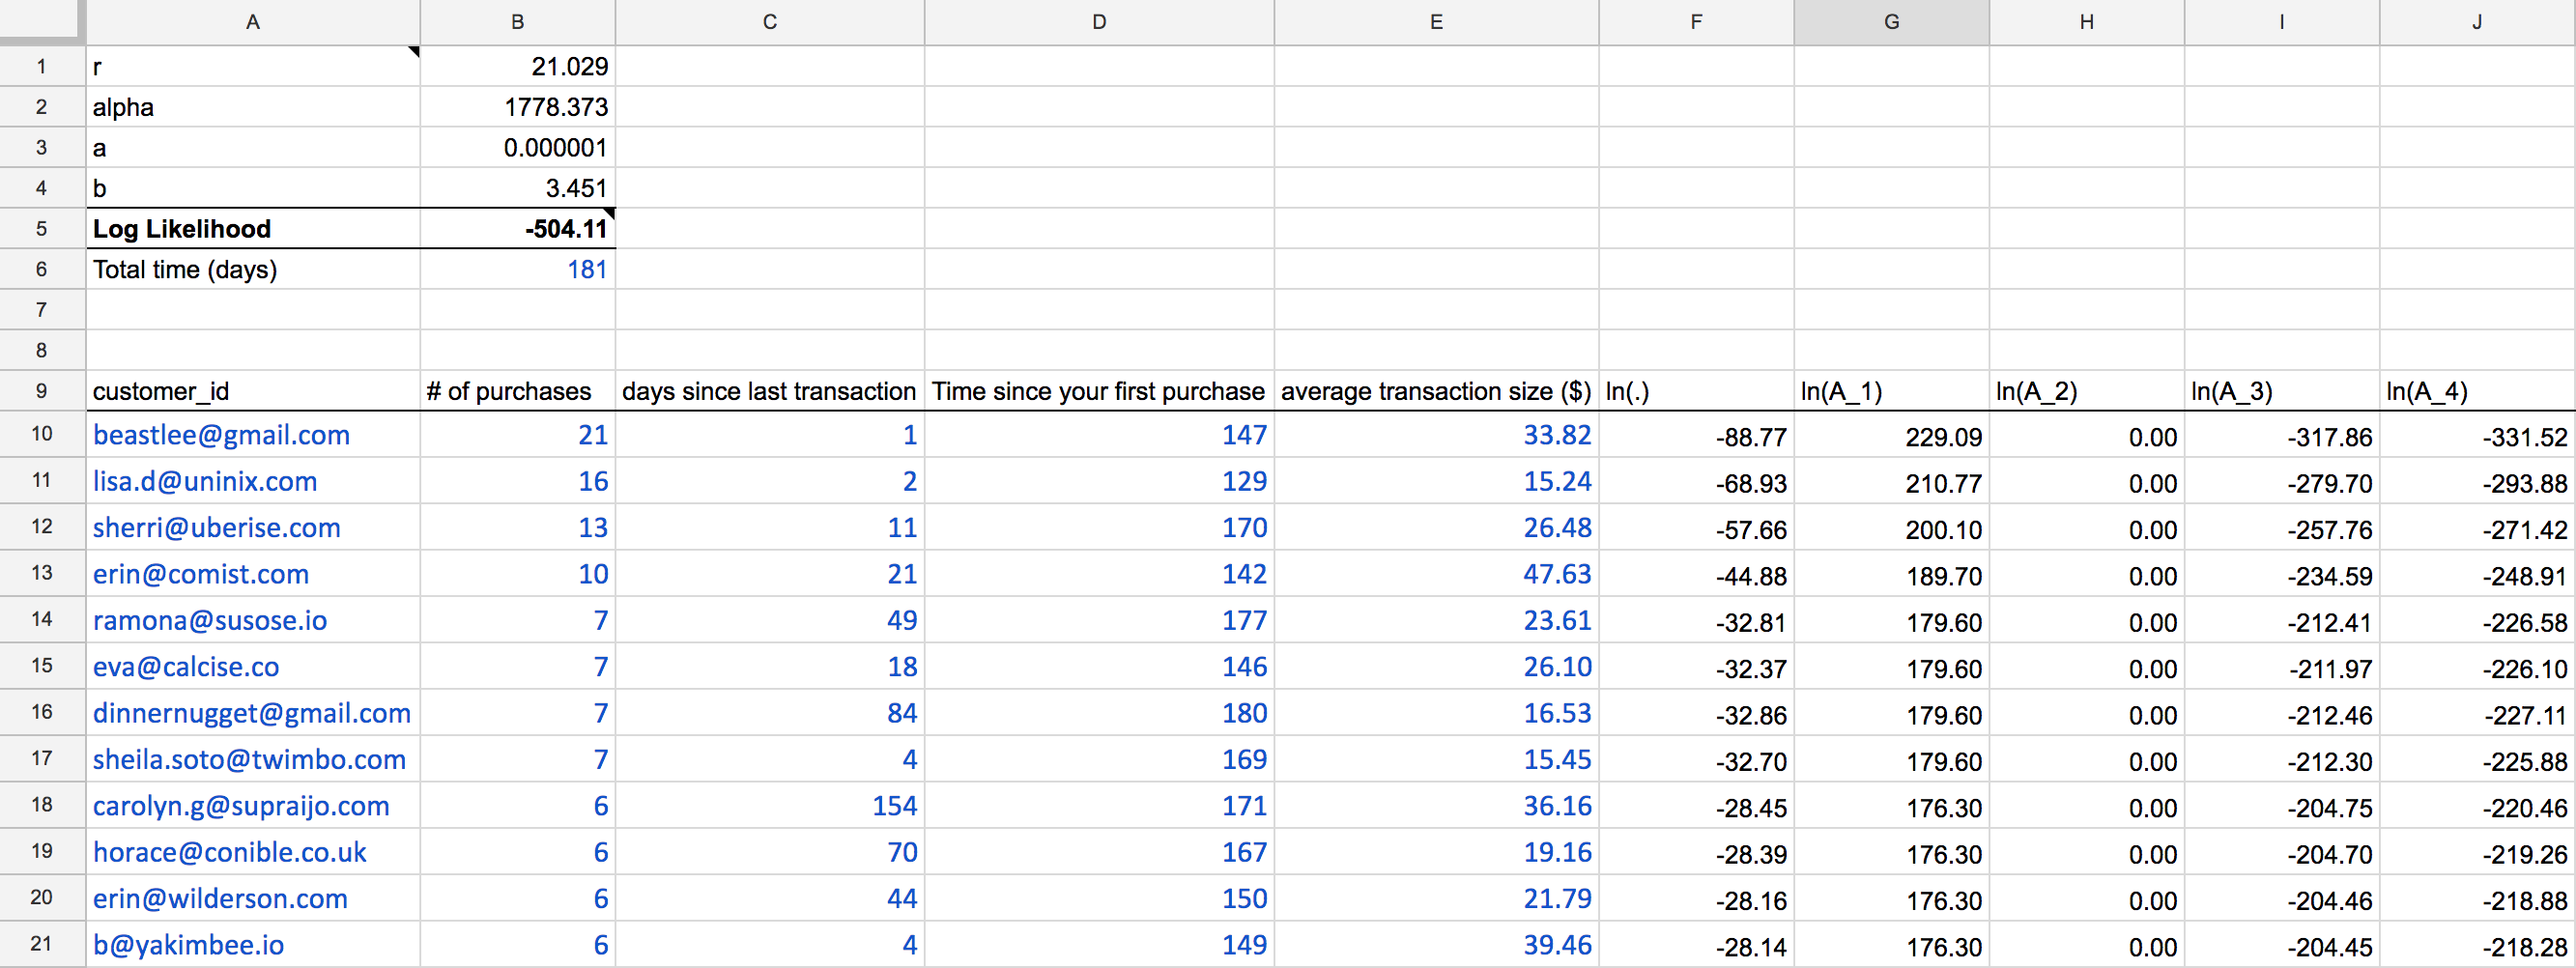 A B C D E F G H I J
1 r 21.029
2 alpha 1778.373
3 a 0.000001
4 b 3.451
5 Log Likelihood -504.11
6 Total time (days) 181
7
8
9 customer_id # of purchases days since last transaction Time since your first purchase average transaction size ($) ln(.) ln(A_1) ln(A_2) ln(A_3) ln(A_4)
10 beastlee@gmail.com 21 1 147 33.82 -88.77 229.09 0.00 -317.86 -331.52
11 lisa.d@uninix.com 16 2 129 15.24 -68.93 210.77 0.00 -279.70 -293.88
12 sherri@uberise.com 13 11 170 26.48 -57.66 200.10 0.00 -257.76 -271.42
13 erin@comist.com 10 21 142 47.63 -44.88 189.70 0.00 -234.59 -248.91
14 ramona@susose.io 7 49 177 23.61 -32.81 179.60 0.00 -212.41 -226.58
15 eva@calcise.co 7 18 146 26.10 -32.37 179.60 0.00 -211.97 -226.10
16 dinnernugget@gmail.com 7 84 180 16.53 -32.86 179.60 0.00 -212.46 -227.11
17 sheila.soto@twimbo.com 7 4 169 15.45 -32.70 179.60 0.00 -212.30 -225.88
18 carolyn.g@supraijo.com 6 154 171 36.16 -28.45 176.30 0.00 -204.75 -220.46
19 horace@conible.co.uk 6 70 167 19.16 -28.39 176.30 0.00 -204.70 -219.26
20 erin@wilderson.com 6 44 150 21.79 -28.16 176.30 0.00 -204.46 -218.88
21 b@yakimbee.io 6 4 149 39.46 -28.14 176.30 0.00 -204.45 -218.28